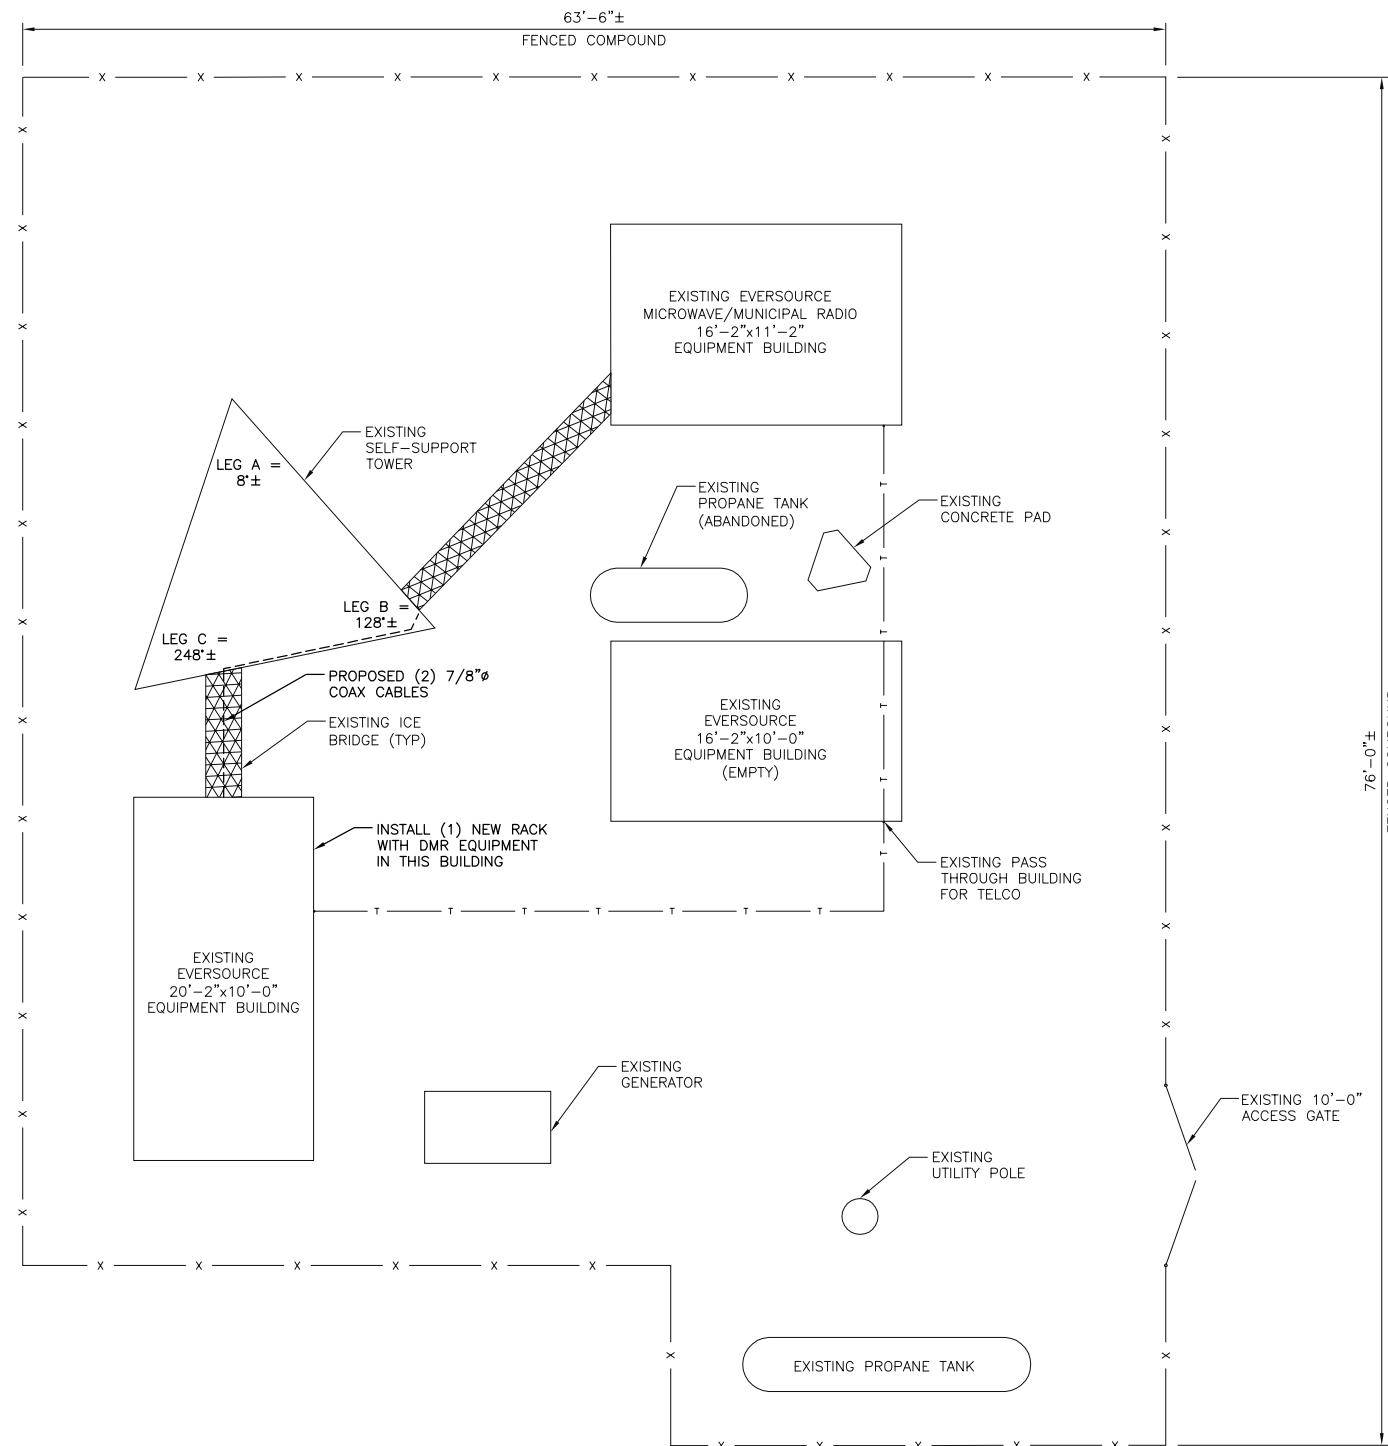 63'-6"±
FENCED COMPOUND
EXISTING EVERSOURCE
MICROWAVE/MUNICIPAL RADIO
16'-2"x11'-2"
EQUIPMENT BUILDING
EXISTING
SELF-SUPPORT
TOWER
LEG A =
8°±
EXISTING
PROPANE TANK
(ABANDONED)
EXISTING
CONCRETE PAD
LEG B =
128°±
LEG C =
248°±
PROPOSED (2) 7/8"ø
COAX CABLES
EXISTING ICE
BRIDGE (TYP)
EXISTING
EVERSOURCE
16'-2"x10'-0"
EQUIPMENT BUILDING
(EMPTY)
76'-0"±
INSTALL (1) NEW RACK
WITH DMR EQUIPMENT
IN THIS BUILDING
EXISTING PASS
THROUGH BUILDING
FOR TELCO
EXISTING
EVERSOURCE
20'-2"x10'-0"
EQUIPMENT BUILDING
EXISTING
GENERATOR
EXISTING 10'-0"
ACCESS GATE
EXISTING
UTILITY POLE
EXISTING PROPANE TANK